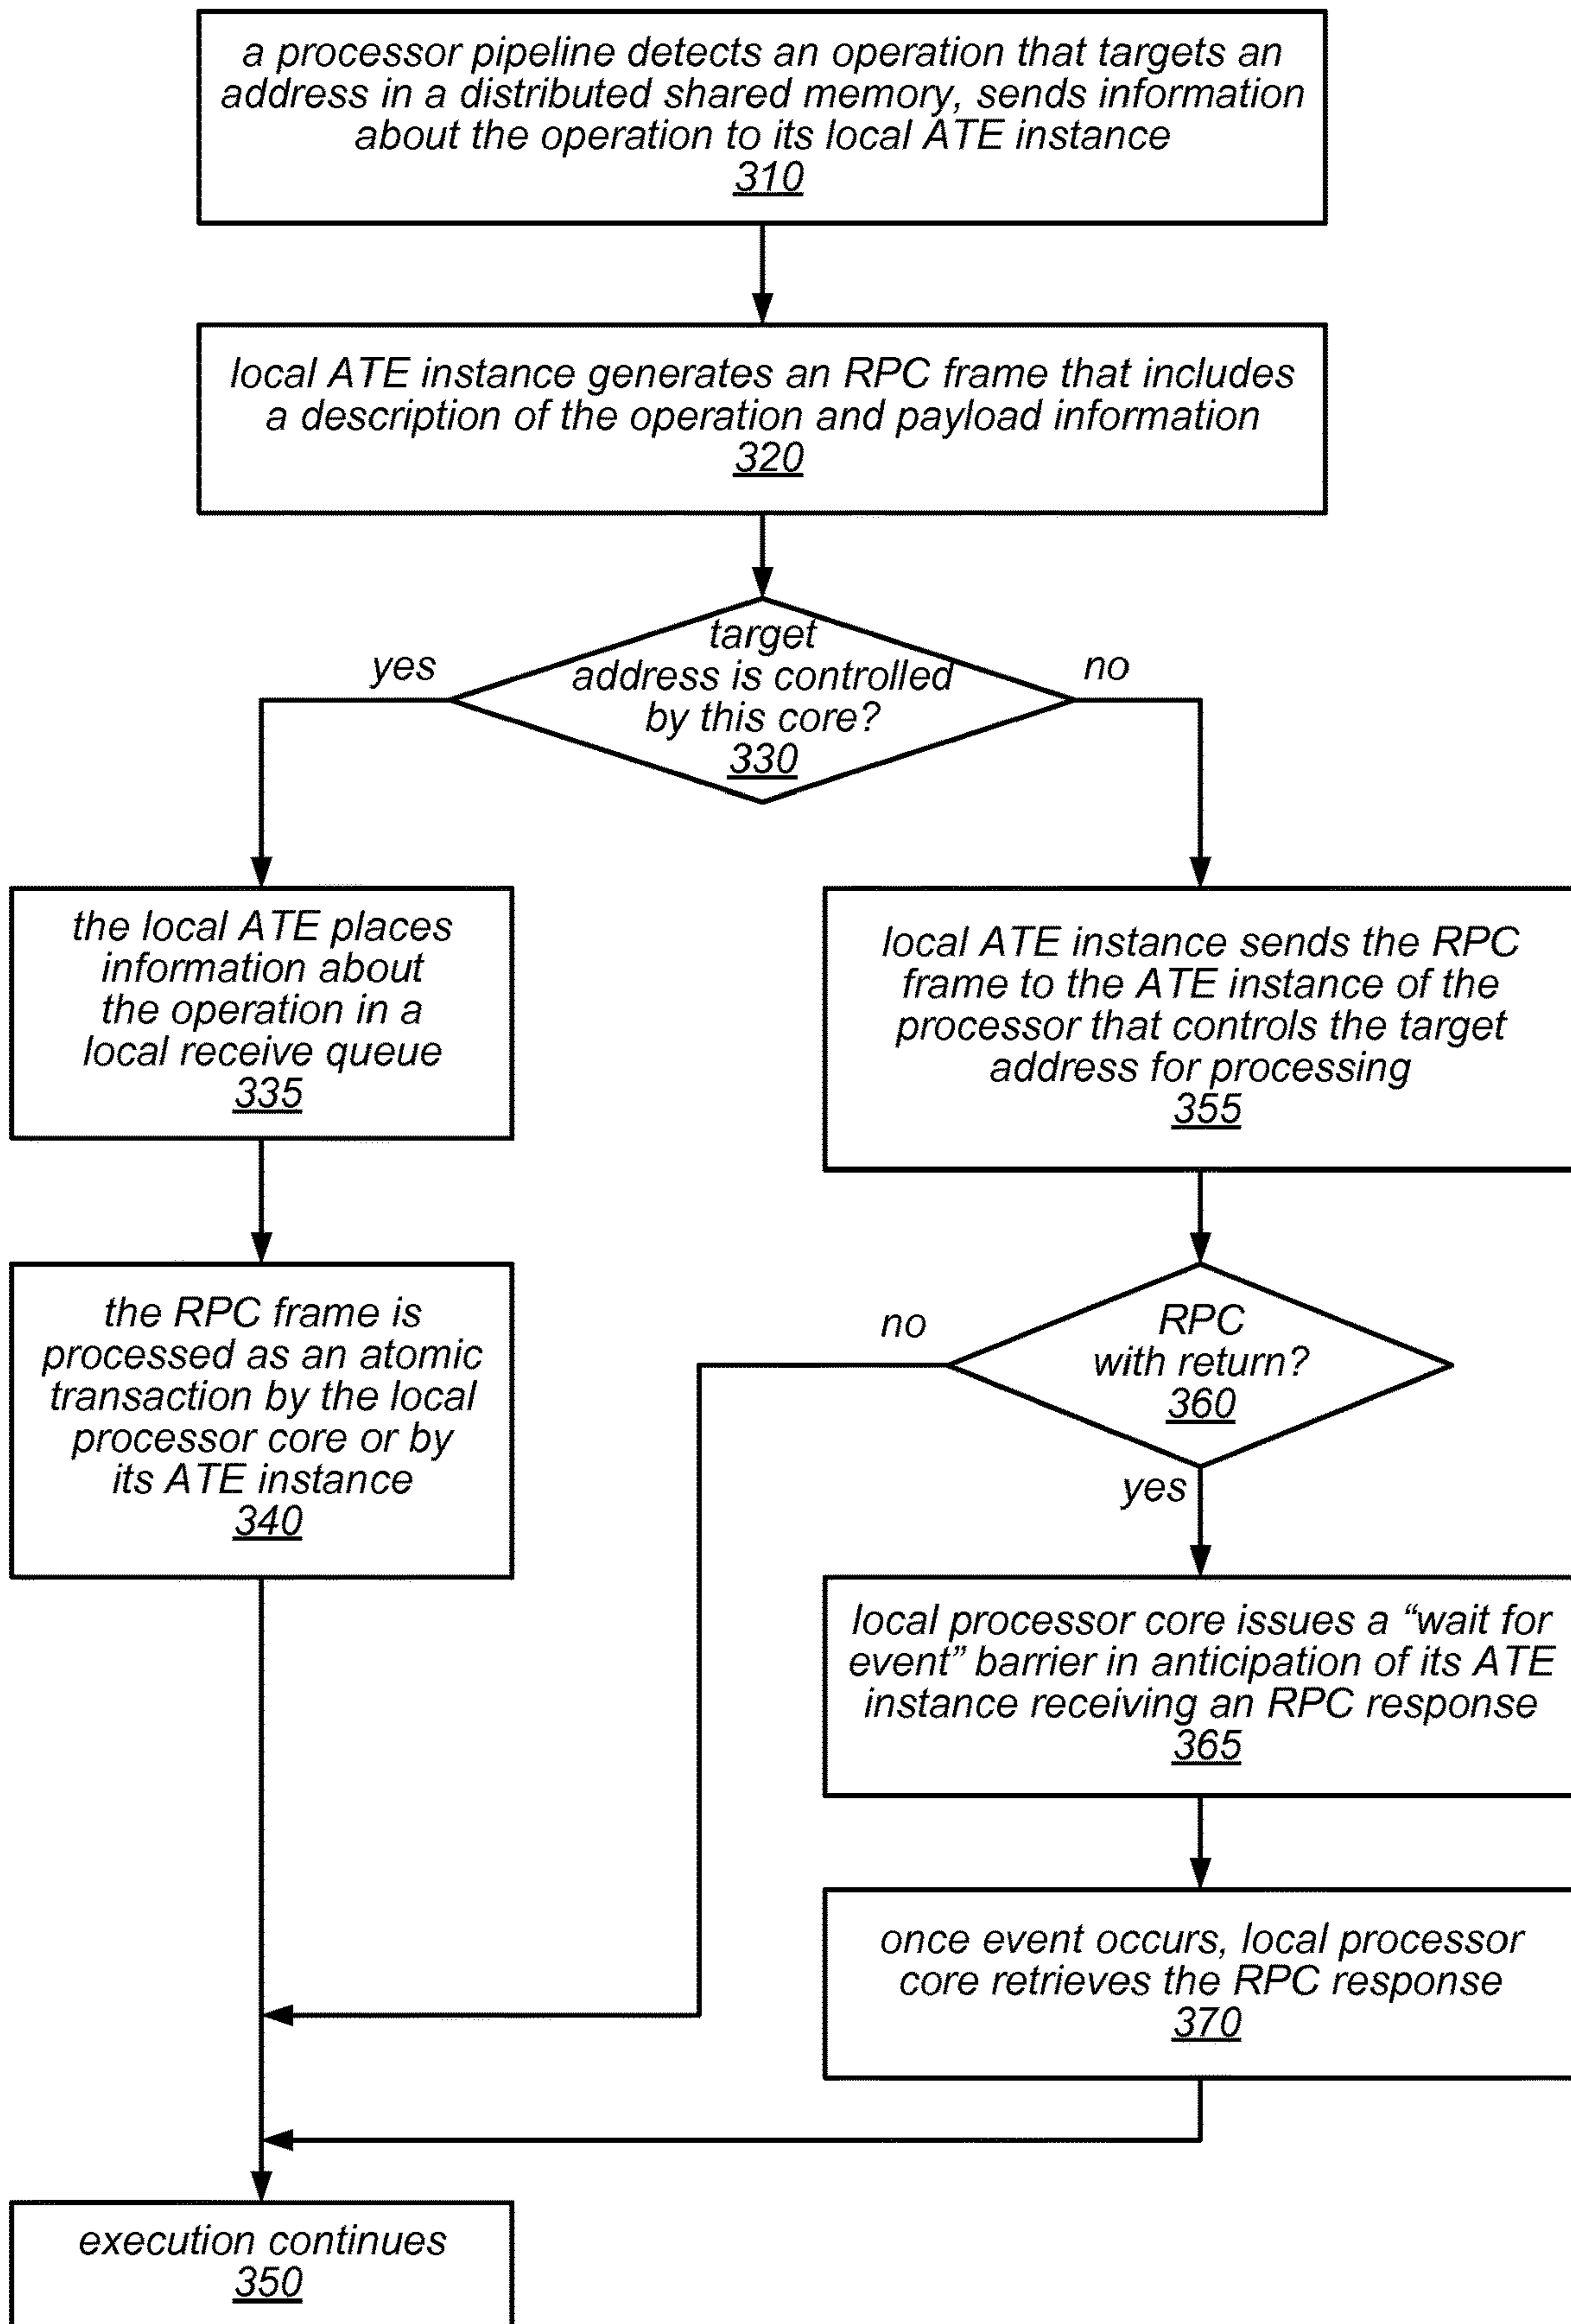 a processor pipeline detects an operation that targets an
address in a distributed shared memory, sends information
about the operation to its local ATE instance
310
local ATE instance generates an RPC frame that includes
a description of the operation and payload information
320
target
address is controlled
by this core?
330
yes
no
the local ATE places
information about
the operation in a
local receive queue
335
local ATE instance sends the RPC
frame to the ATE instance of the
processor that controls the target
address for processing
355
the RPC frame is
processed as an atomic
transaction by the local
processor core or by
its ATE instance
340
RPC
with return?
360
no
yes
local processor core issues a “wait for
event” barrier in anticipation of its ATE
instance receiving an RPC response
365
once event occurs, local processor
core retrieves the RPC response
370
execution continues
350